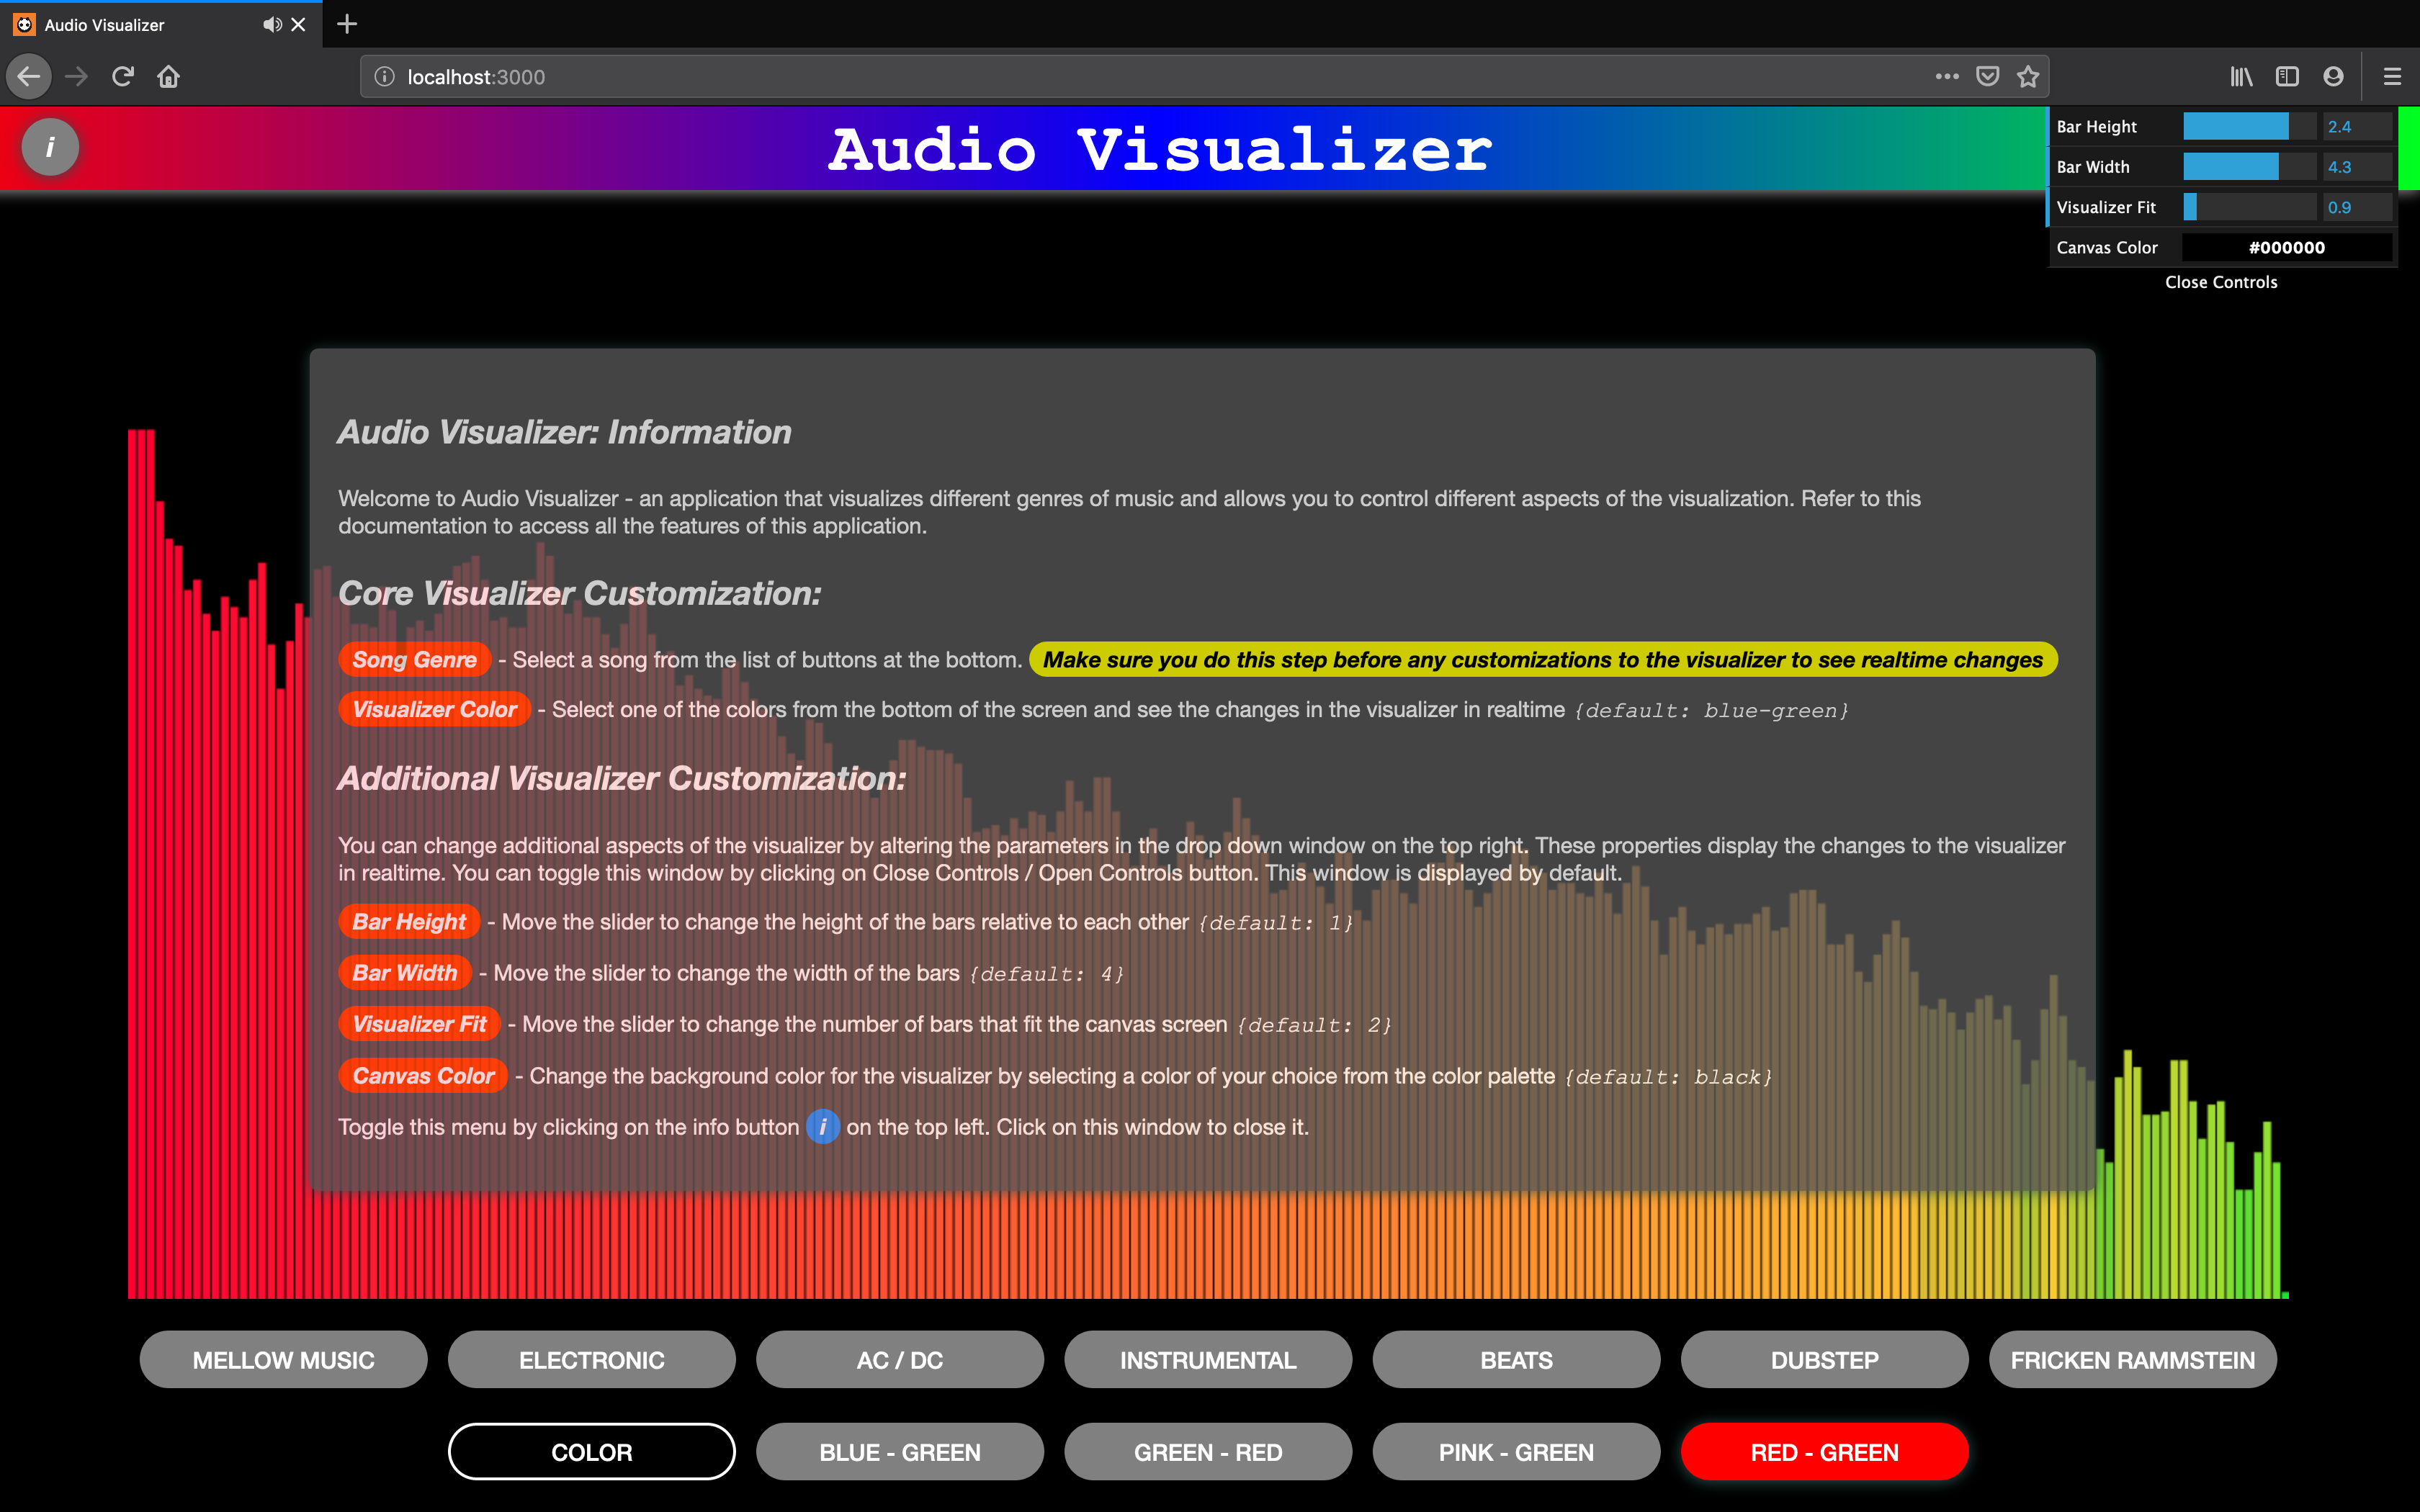 Audio Visualizer
localhost:3000
i
Audio Visualizer
Bar Height 2.4
Bar Width 4.3
Visualizer Fit 0.9
Canvas Color #000000
Close Controls
Audio Visualizer: Information
Welcome to Audio Visualizer - an application that visualizes different genres of music and allows you to control different aspects of the visualization. Refer to this
documentation to access all the features of this application.
Core Visualizer Customization:
Song Genre - Select a song from the list of buttons at the bottom. Make sure you do this step before any customizations to the visualizer to see realtime changes
Visualizer Color - Select one of the colors from the bottom of the screen and see the changes in the visualizer in realtime {default: blue-green}
Additional Visualizer Customization:
You can change additional aspects of the visualizer by altering the parameters in the drop down window on the top right. These properties display the changes to the visualizer
in realtime. You can toggle this window by clicking on Close Controls / Open Controls button. This window is displayed by default.
Bar Height - Move the slider to change the height of the bars relative to each other {default: 1}
Bar Width - Move the slider to change the width of the bars {default: 4}
Visualizer Fit - Move the slider to change the number of bars that fit the canvas screen {default: 2}
Canvas Color - Change the background color for the visualizer by selecting a color of your choice from the color palette {default: black}
Toggle this menu by clicking on the info button i on the top left. Click on this window to close it.
MELLOW MUSIC ELECTRONIC AC / DC INSTRUMENTAL BEATS DUBSTEP FRICKEN RAMMSTEIN
COLOR BLUE - GREEN GREEN - RED PINK - GREEN RED - GREEN